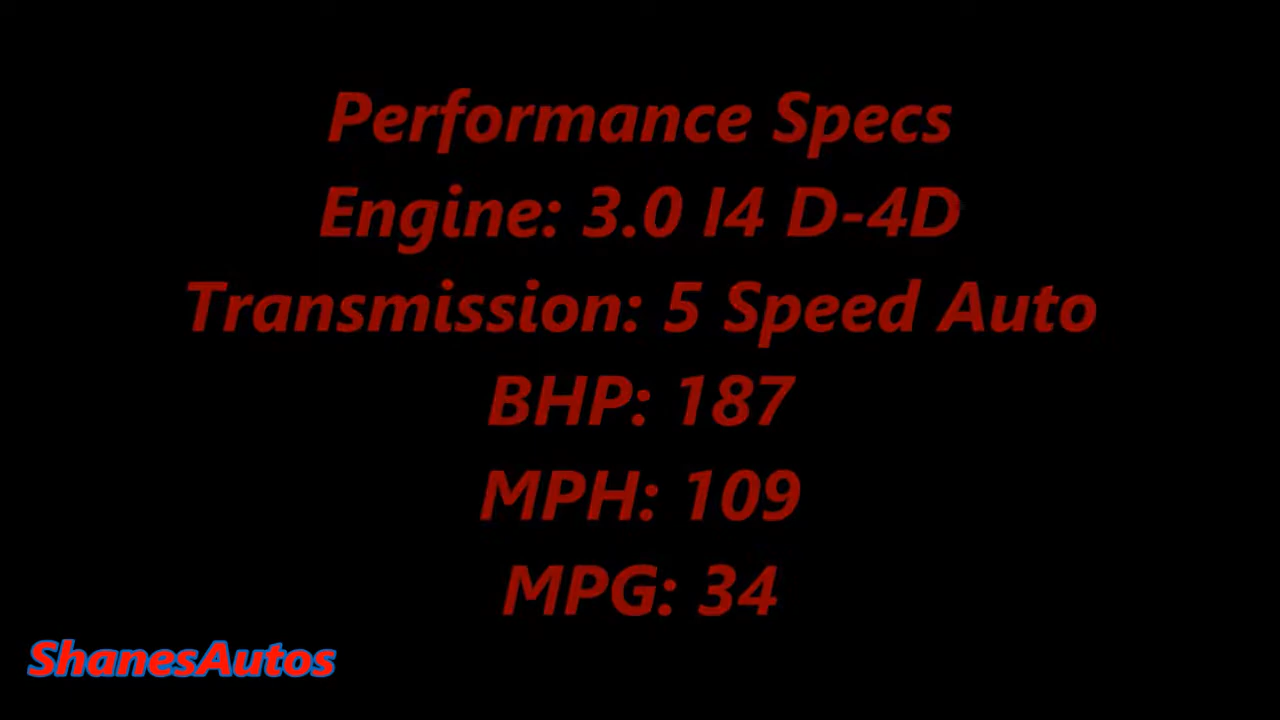 Performance Specs
Engine: 3.0 I4 D-4D
Transmission: 5 Speed Auto
BHP: 187
MPH: 109
MPG: 34
ShanesAutos